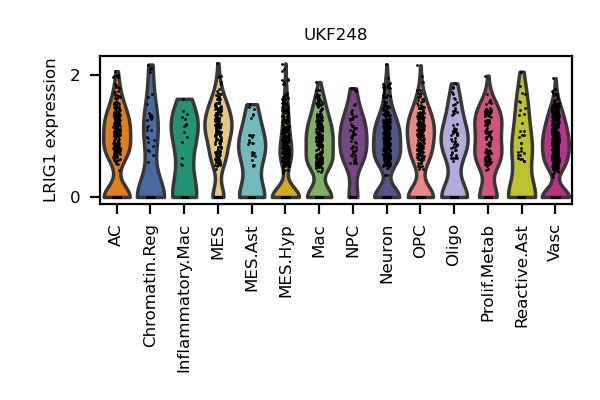 UKF248
LRIG1 expression
2
0
AC
Chromatin.Reg
Inflammatory.Mac
MES
MES.Ast
MES.Hyp
Mac
NPC
Neuron
OPC
Oligo
Prolif.Metab
Reactive.Ast
Vasc